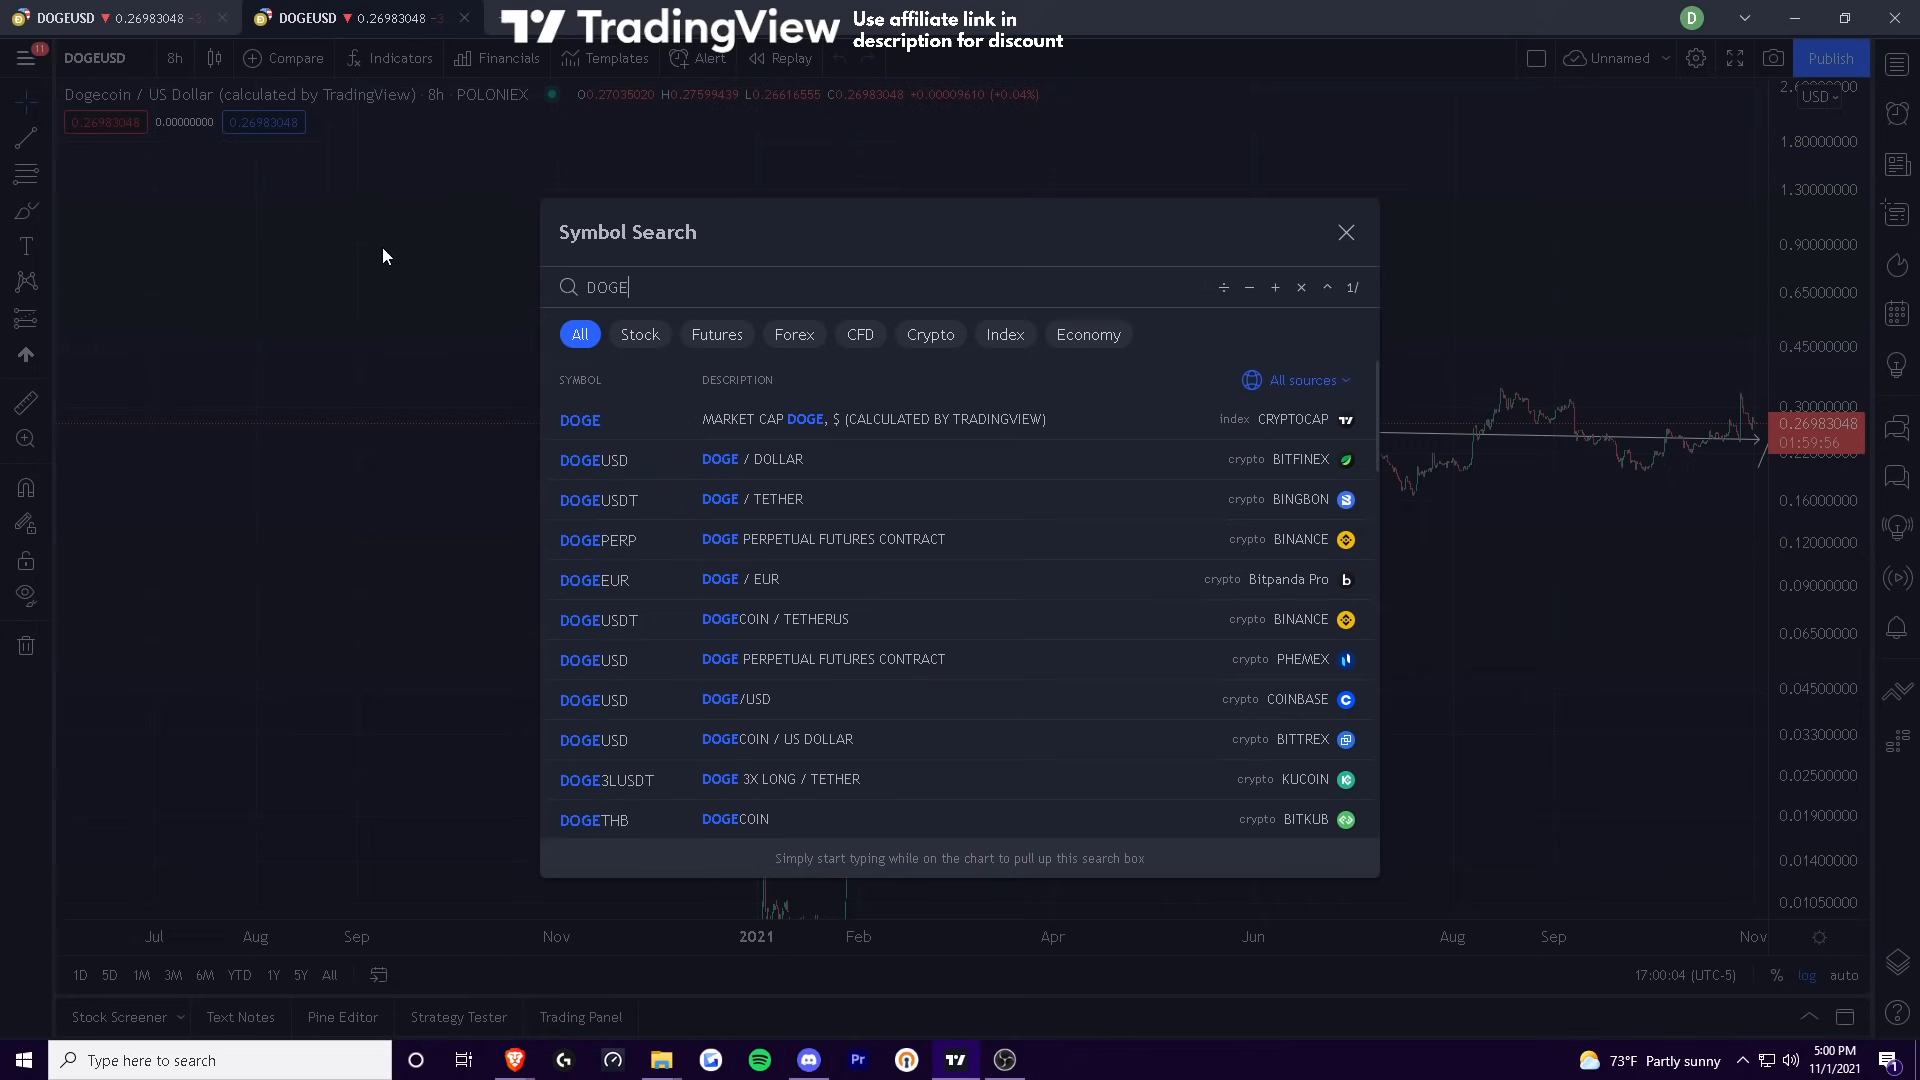 DOGEUSD ▼ 0.26983048 −3
DOGEUSD ▼ 0.26983048 −3
TradingView
Use affiliate link in
description for discount
D
11
DOGEUSD
8h
Compare
Indicators
Financials
Templates
Alert
Replay
Unnamed
Publish
Dogecoin / US Dollar (calculated by TradingView) · 8h · POLONIEX
O0.27035020 H0.27599439 L0.26616555 C0.26983048 +0.00009610 (+0.04%)
USD
0.26983048 0.00000000 0.26983048
Symbol Search
DOGE
÷ − + × ^ 1/
All
Stock
Futures
Forex
CFD
Crypto
Index
Economy
SYMBOL DESCRIPTION All sources
DOGE MARKET CAP DOGE, $ (CALCULATED BY TRADINGVIEW) index CRYPTOCAP
DOGEUSD DOGE / DOLLAR crypto BITFINEX
DOGEUSDT DOGE / TETHER crypto BINGBON
DOGEPERP DOGE PERPETUAL FUTURES CONTRACT crypto BINANCE
DOGEEUR DOGE / EUR crypto Bitpanda Pro
DOGEUSDT DOGECOIN / TETHERUS crypto BINANCE
DOGEUSD DOGE PERPETUAL FUTURES CONTRACT crypto PHEMEX
DOGEUSD DOGE/USD crypto COINBASE
DOGEUSD DOGECOIN / US DOLLAR crypto BITTREX
DOGE3LUSDT DOGE 3X LONG / TETHER crypto KUCOIN
DOGETHB DOGECOIN crypto BITKUB
Simply start typing while on the chart to pull up this search box
1.80000000
1.30000000
0.90000000
0.65000000
0.45000000
0.30000000
0.26983048
01:59:56
0.16000000
0.12000000
0.09000000
0.06500000
0.04500000
0.03300000
0.02500000
0.01900000
0.01400000
0.01050000
Jul Aug Sep Nov 2021 Feb Apr Jun Aug Sep Nov
1D 5D 1M 3M 6M YTD 1Y 5Y All
17:00:04 (UTC-5) % log auto
Stock Screener Text Notes Pine Editor Strategy Tester Trading Panel
Type here to search
Pr
73°F Partly sunny
5:00 PM
11/1/2021
1